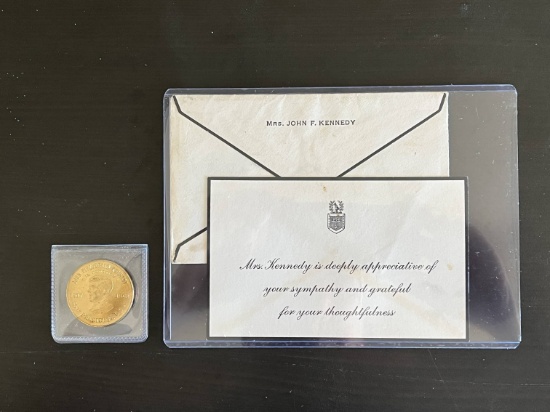 MRS. JOHN F. KENNEDY
Mrs. Kennedy is deeply appreciative of
your sympathy and grateful
for your thoughtfulness